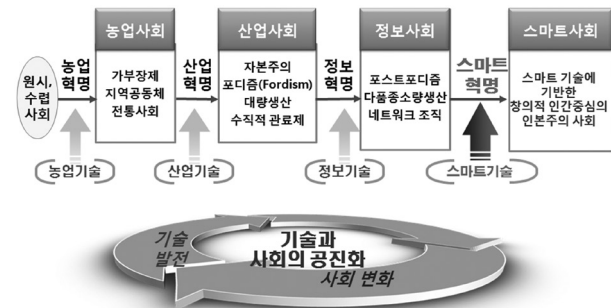 농업사회
산업사회
정보사회
스마트사회
원시,
수렵
사회
농업
혁명
가부장제
지역공동체
전통사회
산업
혁명
자본주의
포디즘(Fordism)
대량생산
수직적 관료제
정보
혁명
포스트포디즘
다품종소량생산
네트워크 조직
스마트
혁명
스마트 기술에
기반한
창의적 인간중심의
인본주의 사회
농업기술
산업기술
정보기술
스마트기술
기술
발전
기술과
사회의 공진화
사회 변화